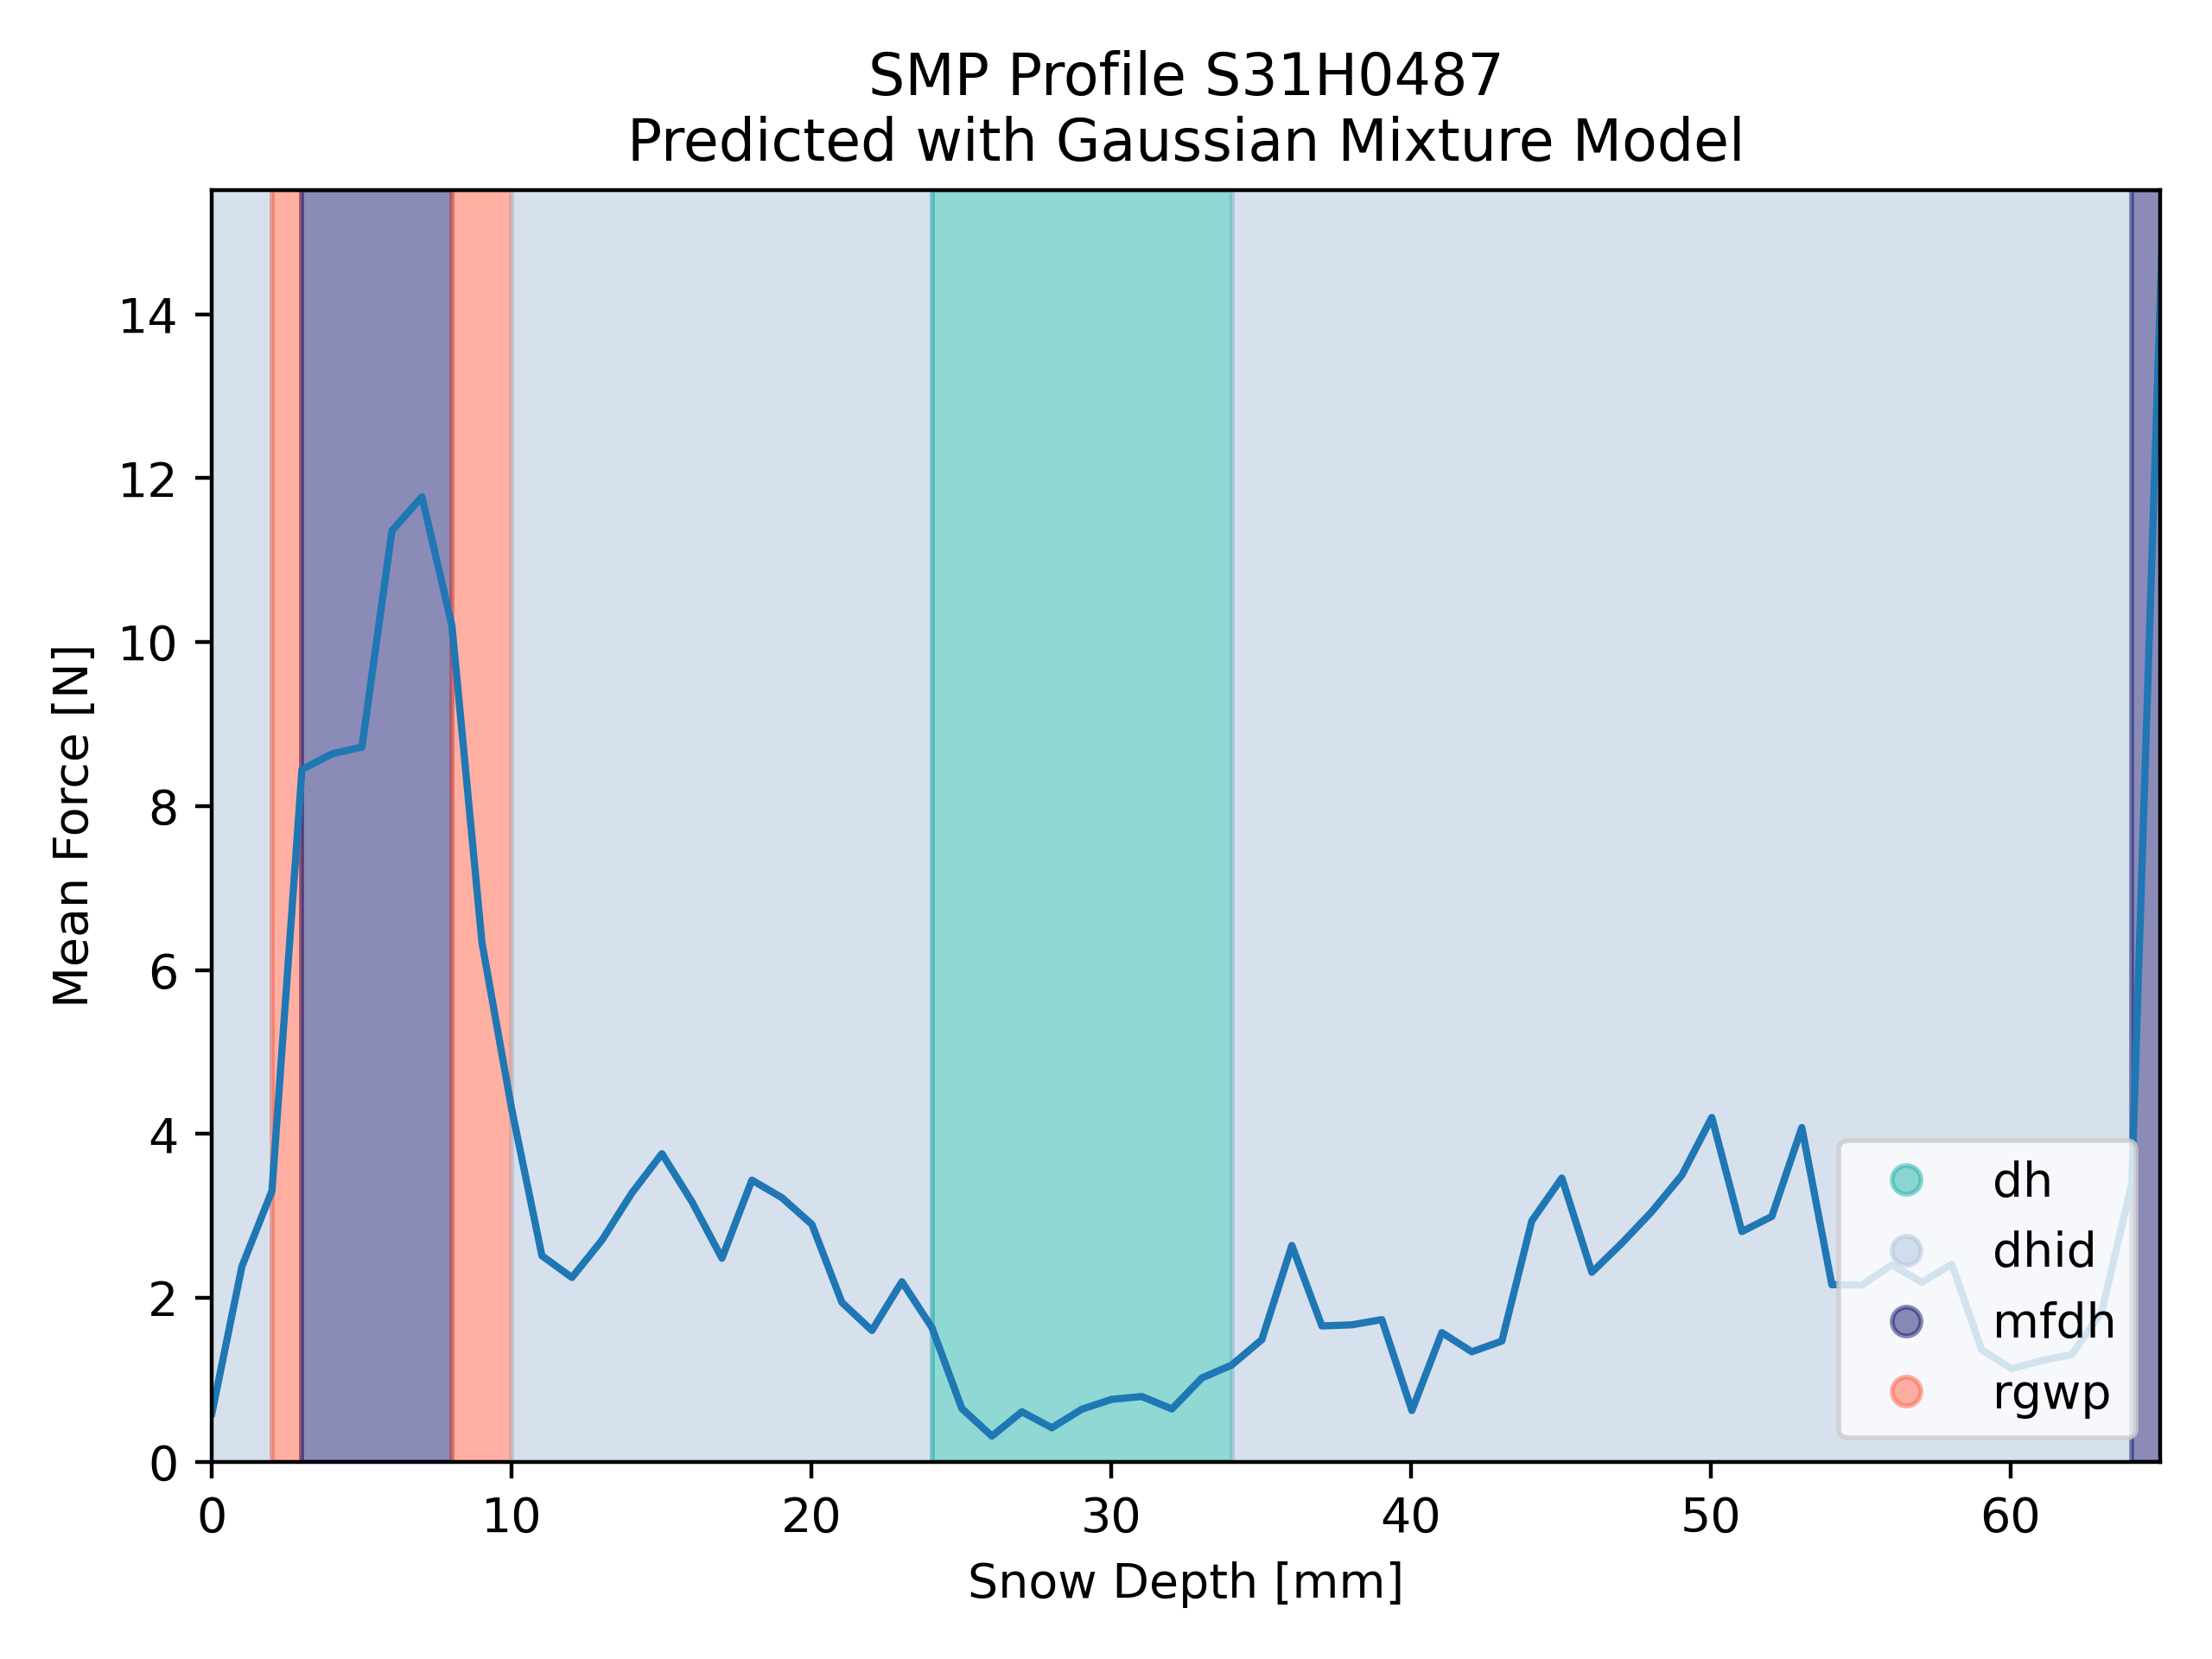 SMP Profile S31H0487
Predicted with Gaussian Mixture Model
Mean Force [N]
14
12
10
8
6
4
2
0
dh
dhid
mfdh
rgwp
0 10 20 30 40 50 60
Snow Depth [mm]